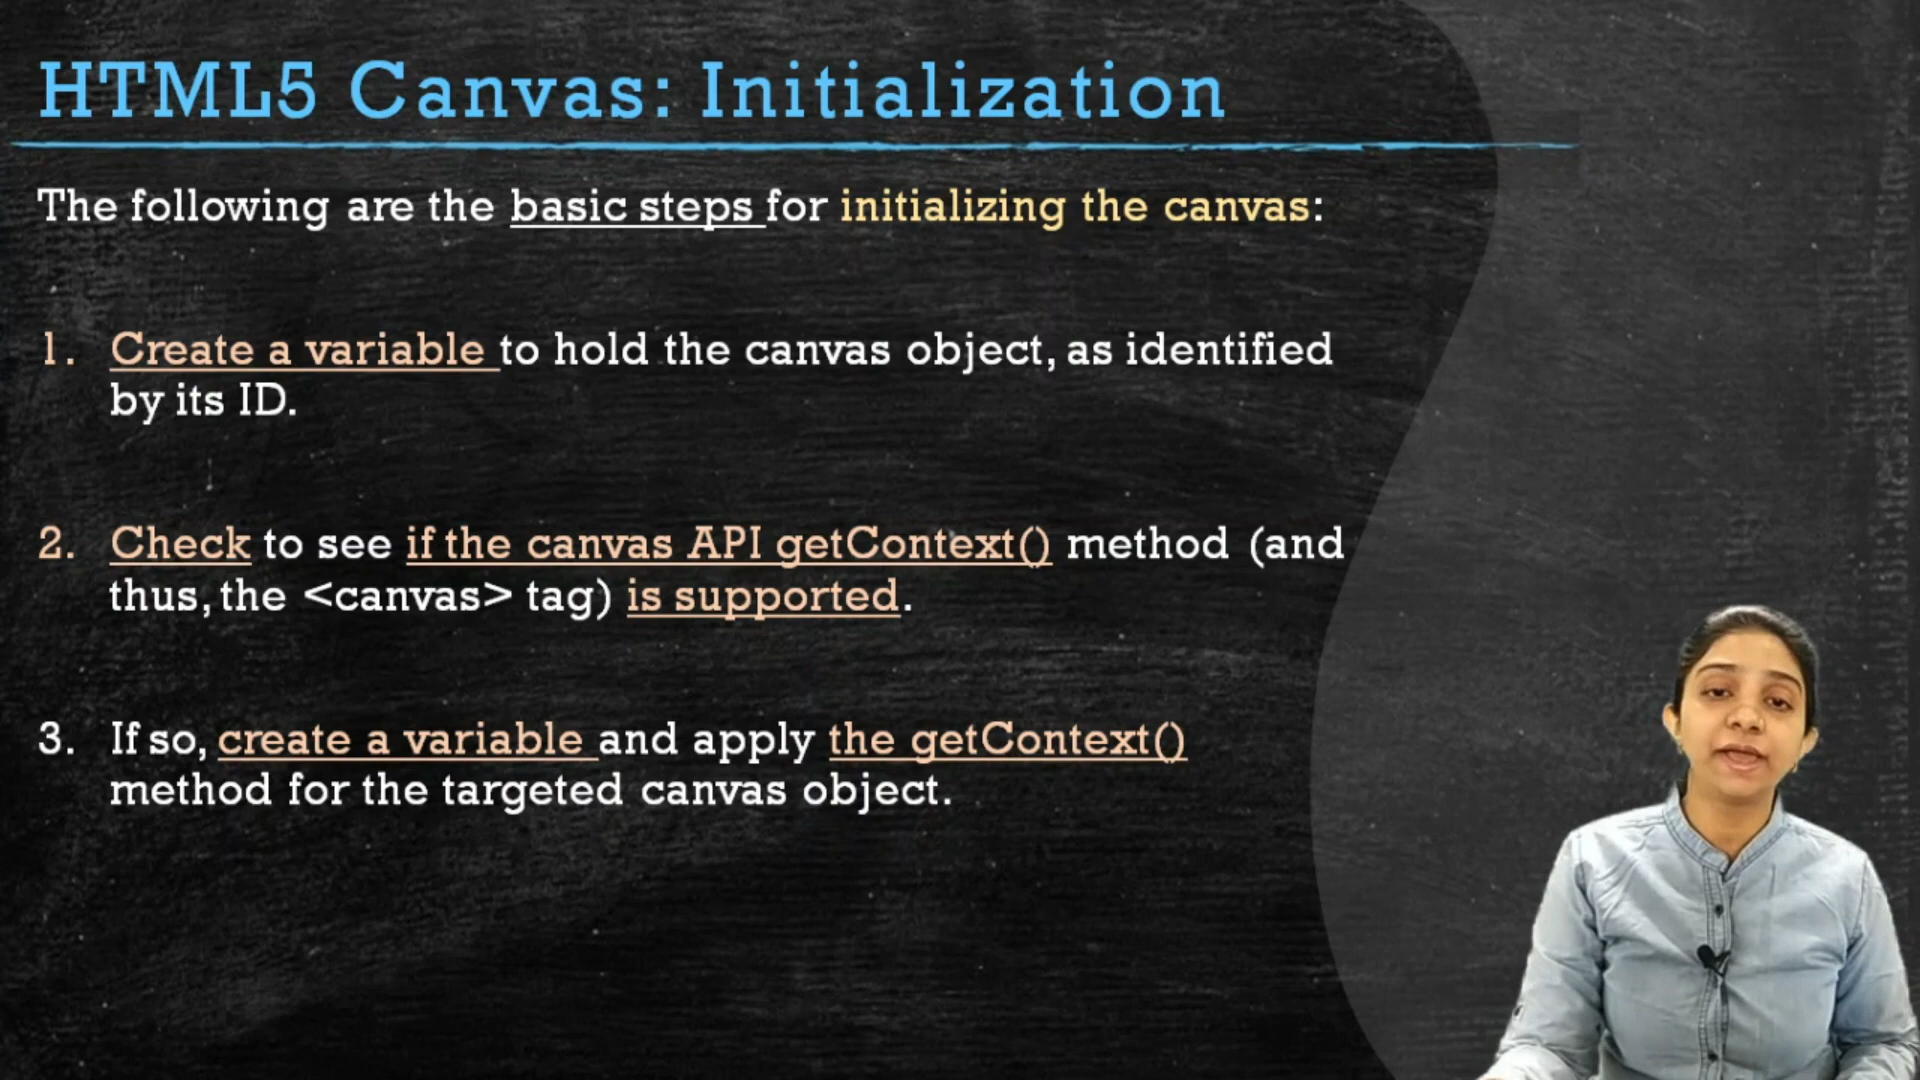 HTML5 Canvas: Initialization
The following are the basic steps for initializing the canvas:
1. Create a variable to hold the canvas object, as identified
by its ID.
2. Check to see if the canvas API getContext() method (and
thus, the <canvas> tag) is supported.
3. If so, create a variable and apply the getContext()
method for the targeted canvas object.